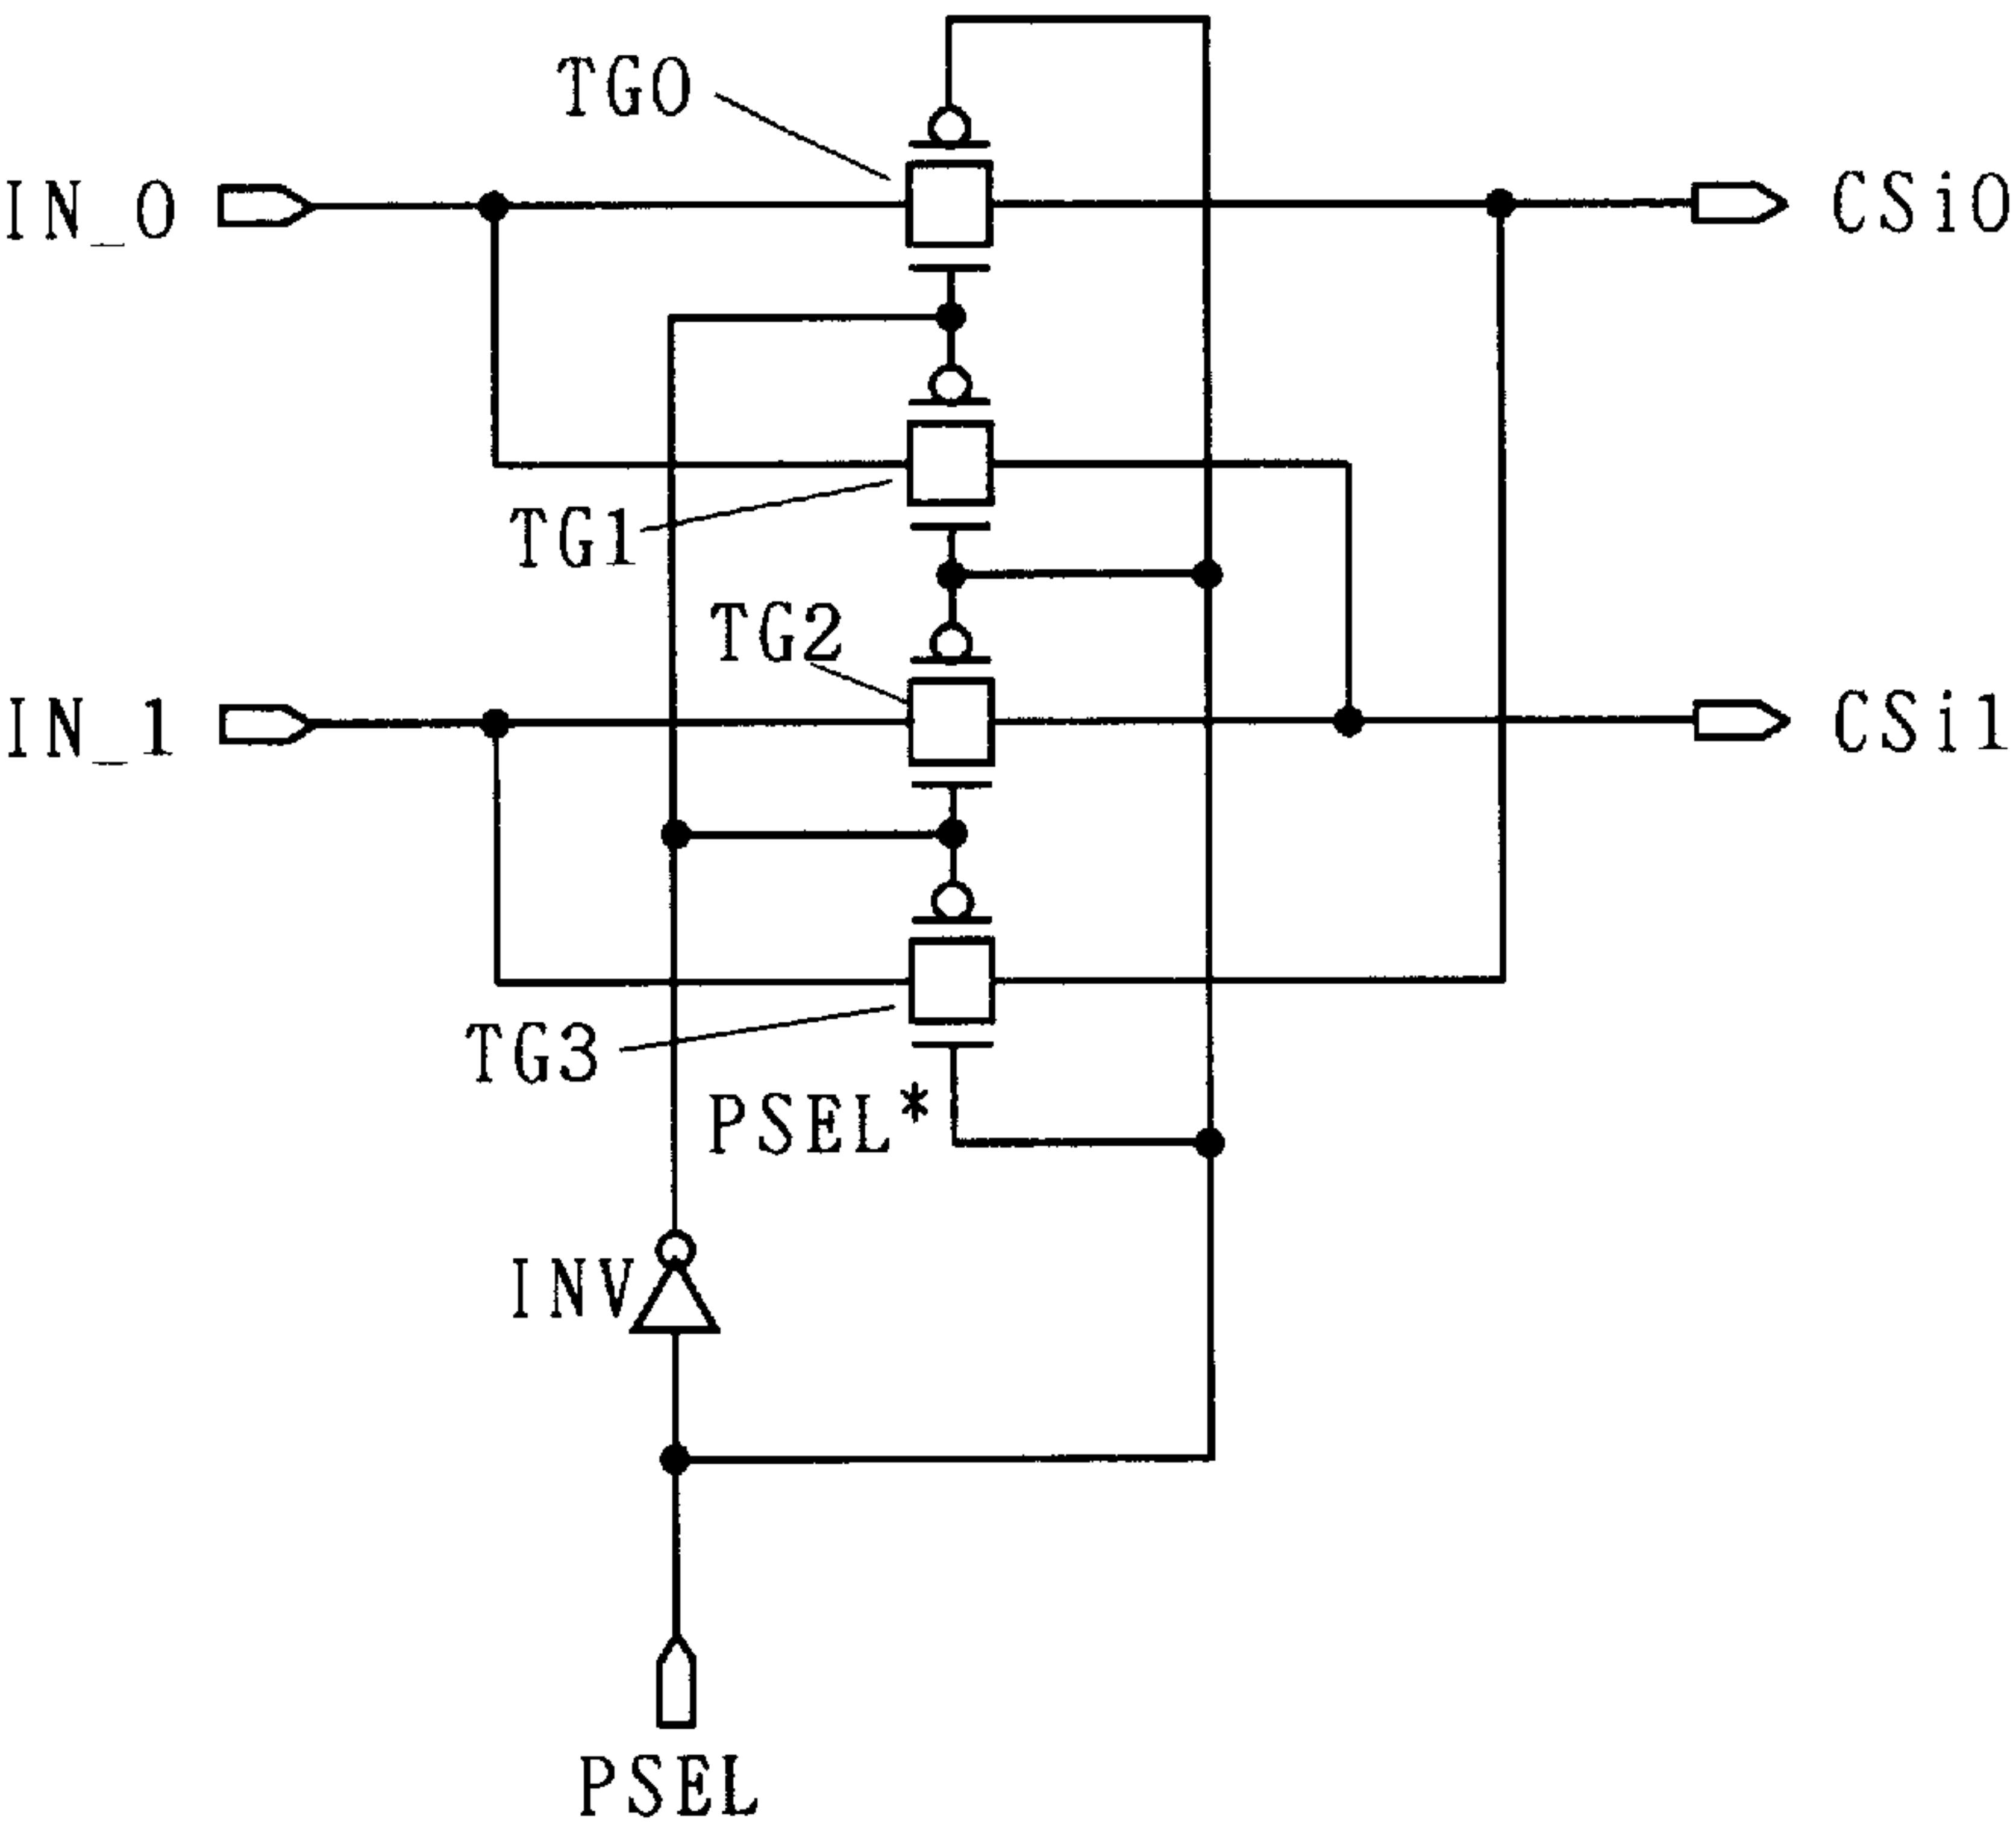 TG0
IN_0
CSi0
TG1
TG2
IN_1
CSi1
TG3
PSEL*
INV
PSEL